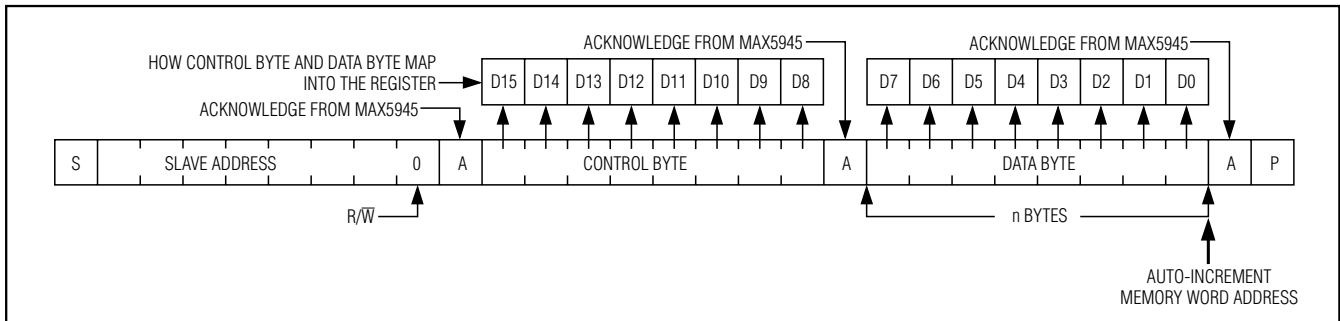 ACKNOWLEDGE FROM MAX5945
ACKNOWLEDGE FROM MAX5945
HOW CONTROL BYTE AND DATA BYTE MAP
INTO THE REGISTER
D15 D14 D13 D12 D11 D10 D9 D8
D7 D6 D5 D4 D3 D2 D1 D0
ACKNOWLEDGE FROM MAX5945
S SLAVE ADDRESS 0 A CONTROL BYTE A DATA BYTE A P
R/W̅
n BYTES
AUTO-INCREMENT
MEMORY WORD ADDRESS